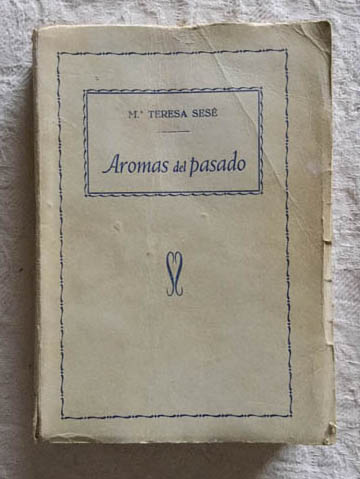 M.ª TERESA SESÉ
Aromas del pasado